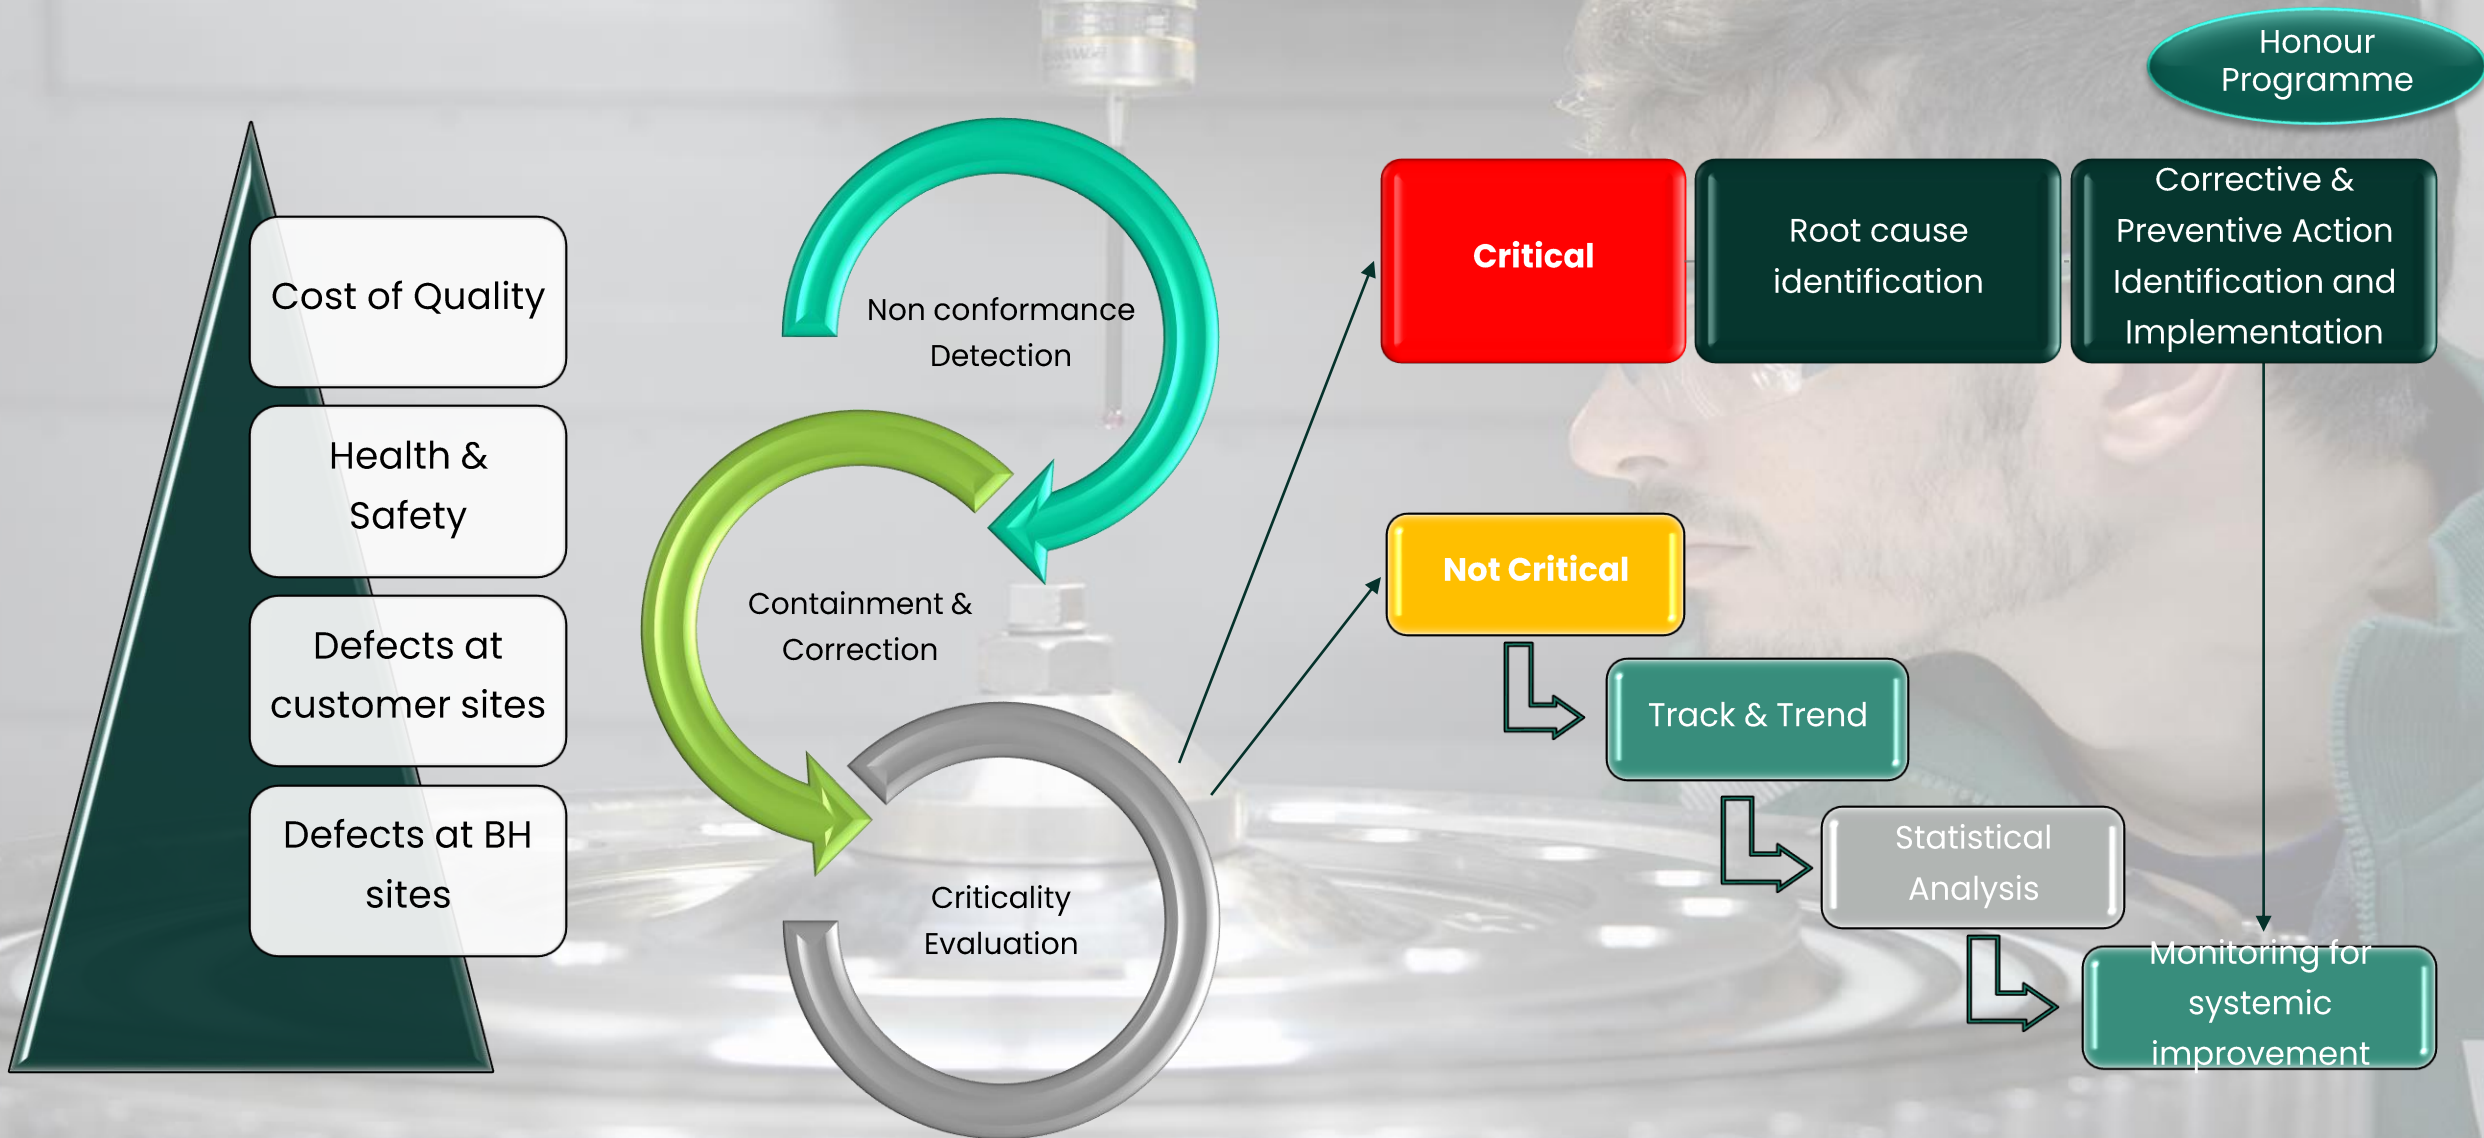 Honour
Programme
Cost of Quality
Health &
Safety
Defects at
customer sites
Defects at BH
sites
Non conformance
Detection
Containment &
Correction
Criticality
Evaluation
Critical
Root cause
identification
Corrective &
Preventive Action
Identification and
Implementation
Not Critical
Track & Trend
Statistical
Analysis
Monitoring for
systemic
improvement